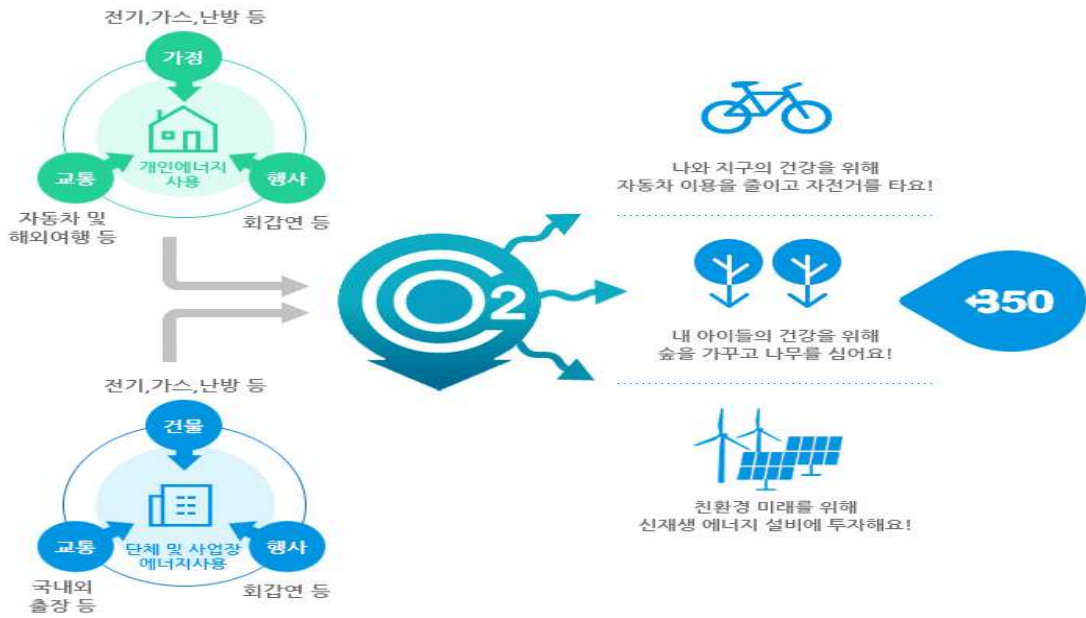 전기,가스,난방 등
가정
개인에너지
사용
교통
행사
자동차 및
해외여행 등
회갑연 등
전기,가스,난방 등
건물
단체 및 사업장
에너지사용
교통
행사
국내외
출장 등
회갑연 등
CO2
나와 지구의 건강을 위해
자동차 이용을 줄이고 자전거를 타요!
내 아이들의 건강을 위해
숲을 가꾸고 나무를 심어요!
친환경 미래를 위해
신재생 에너지 설비에 투자해요!
350